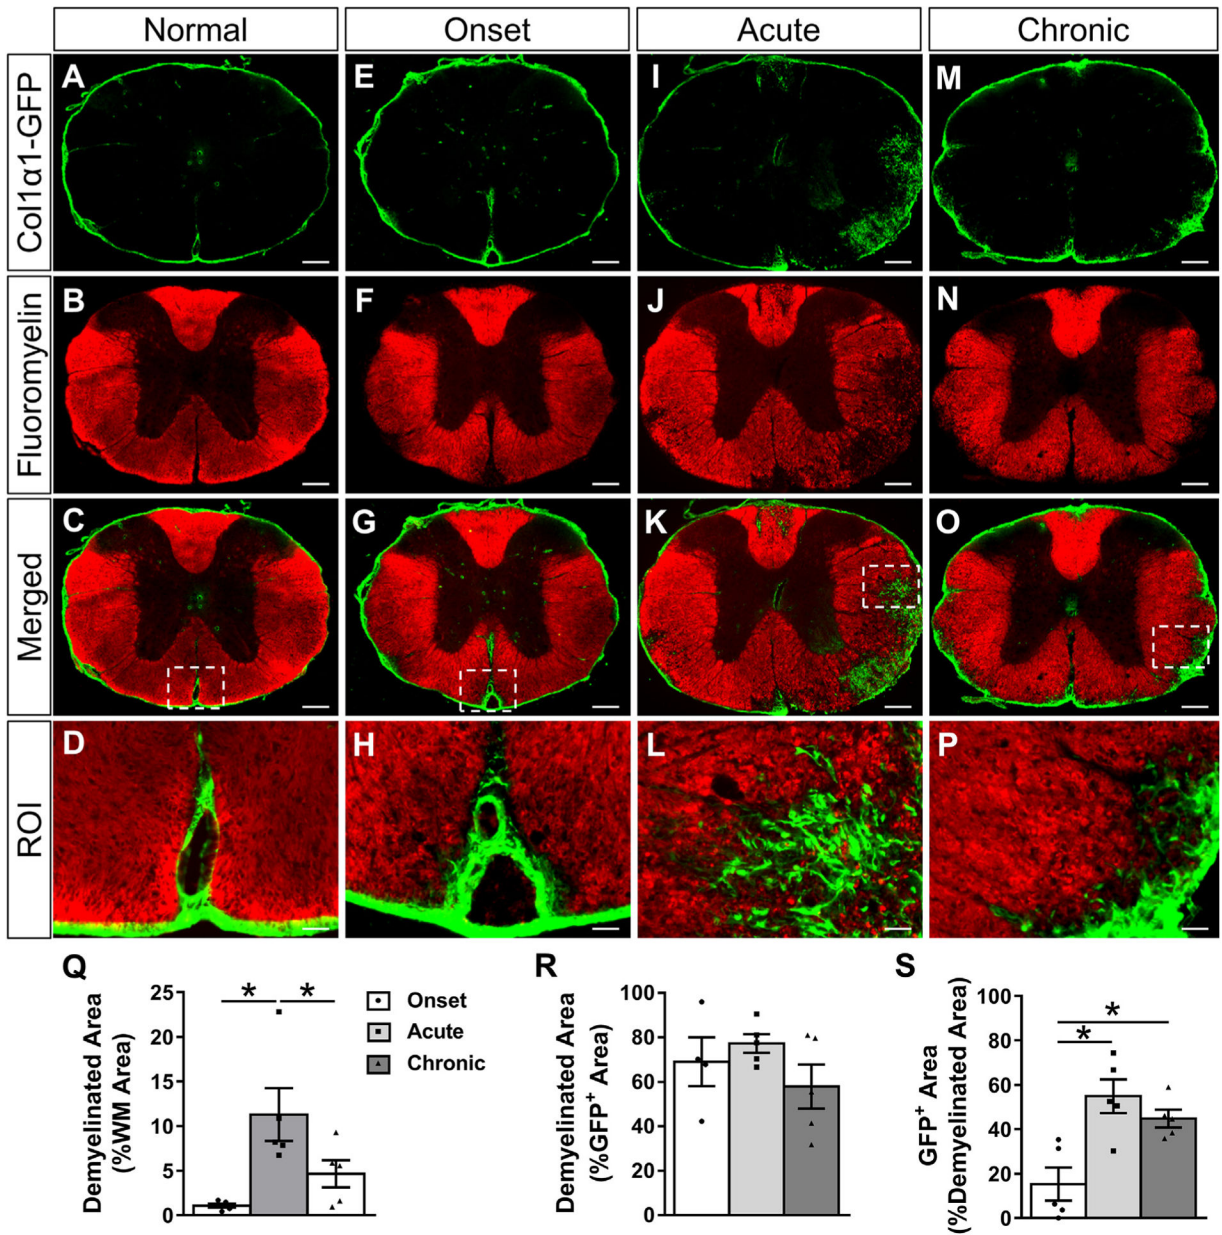 Normal
Onset
Acute
Chronic
Col1α1-GFP
A
E
I
M
Fluoromyelin
B
F
J
N
Merged
C
G
K
O
ROI
D
H
L
P
Q
Demyelinated Area
(%WM Area)
25
20
15
10
5
0
*
*
Onset
Acute
Chronic
R
Demyelinated Area
(%GFP⁺ Area)
100
80
60
40
20
0
S
GFP⁺ Area
(%Demyelinated Area)
100
80
60
40
20
0
*
*